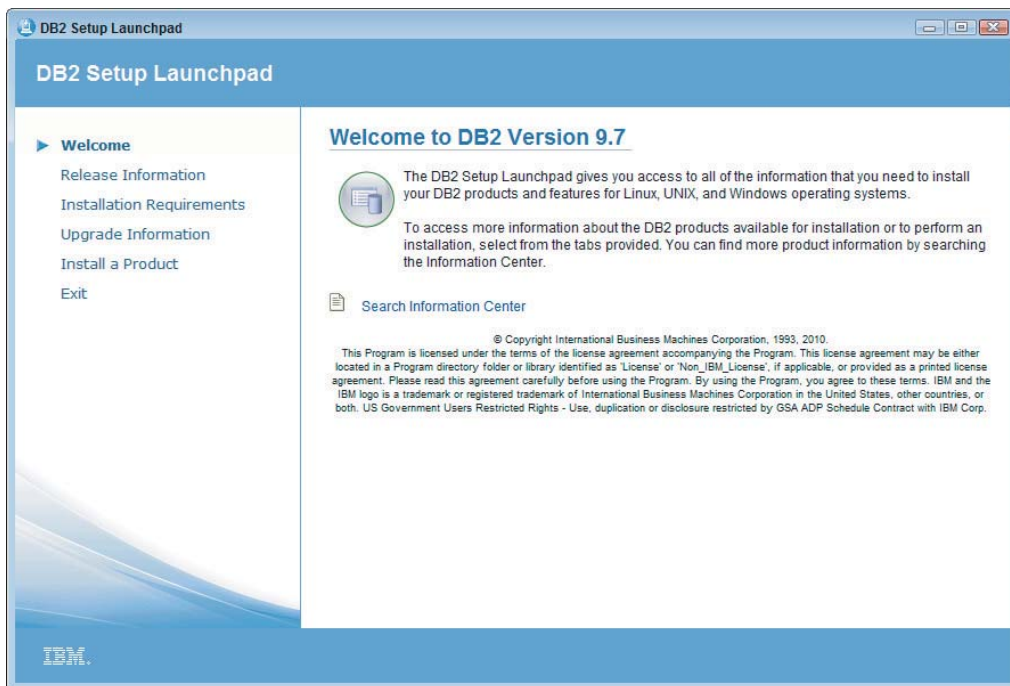 DB2 Setup Launchpad
DB2 Setup Launchpad
Welcome
Release Information
Installation Requirements
Upgrade Information
Install a Product
Exit
Welcome to DB2 Version 9.7
The DB2 Setup Launchpad gives you access to all of the information that you need to install
your DB2 products and features for Linux, UNIX, and Windows operating systems.
To access more information about the DB2 products available for installation or to perform an
installation, select from the tabs provided. You can find more product information by searching
the Information Center.
Search Information Center
© Copyright International Business Machines Corporation, 1993, 2010.
This Program is licensed under the terms of the license agreement accompanying the Program. This license agreement may be either
located in a Program directory folder or library identified as 'License' or 'Non_IBM_License', if applicable, or provided as a printed license
agreement. Please read this agreement carefully before using the Program. By using the Program, you agree to these terms. IBM and the
IBM logo is a trademark or registered trademark of International Business Machines Corporation in the United States, other countries, or
both. US Government Users Restricted Rights - Use, duplication or disclosure restricted by GSA ADP Schedule Contract with IBM Corp.
IBM.